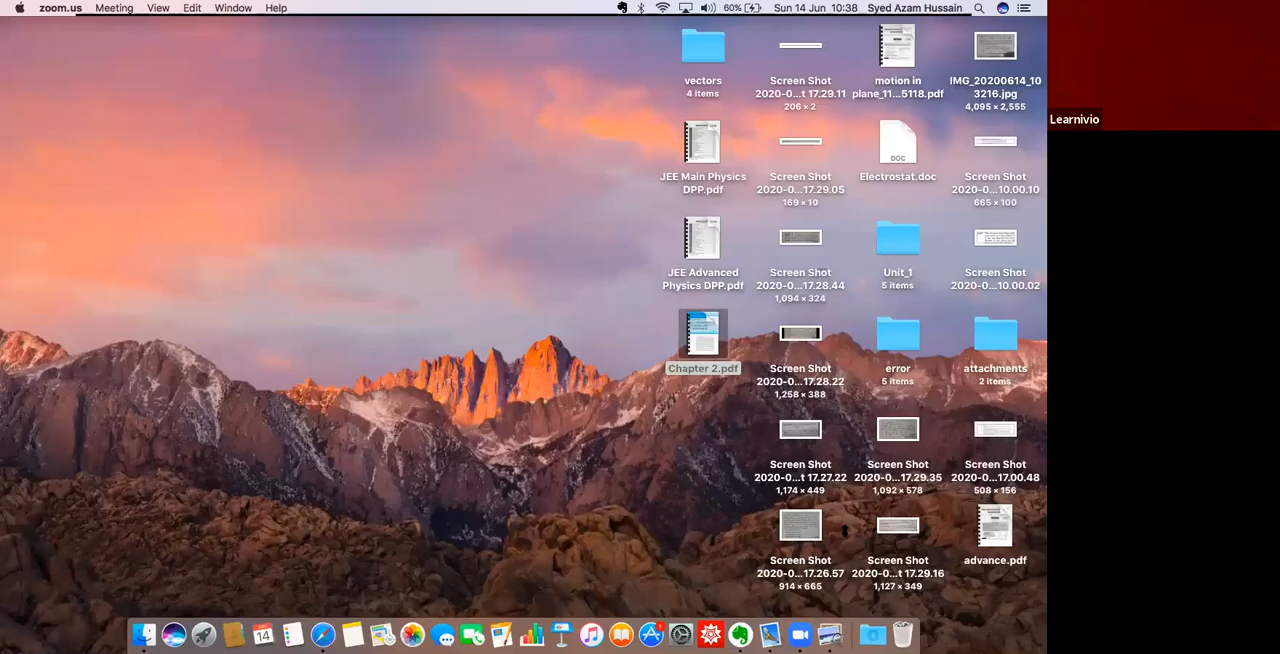 zoom.us Meeting View Edit Window Help 60% Sun 14 Jun 10:38 Syed Azam Hussain
Learnivio
vectors
4 items
Screen Shot
2020-0...t 17.29.11
206 × 2
motion in
plane_11...5118.pdf
IMG_20200614_10
3216.jpg
4,095 × 2,555
JEE Main Physics
DPP.pdf
Screen Shot
2020-0...17.29.05
169 × 10
DOC
Electrostat.doc
Screen Shot
2020-0...10.00.10
665 × 100
JEE Advanced
Physics DPP.pdf
Screen Shot
2020-0...17.28.44
1,094 × 324
Unit_1
5 items
Screen Shot
2020-0...10.00.02
Chapter 2.pdf
Screen Shot
2020-0...17.28.22
1,258 × 388
error
5 items
attachments
2 items
Screen Shot
2020-0...t 17.27.22
1,174 × 449
Screen Shot
2020-0...17.29.35
1,092 × 578
Screen Shot
2020-0...17.00.48
508 × 156
Screen Shot
2020-0...17.26.57
914 × 665
Screen Shot
2020-0...t 17.29.16
1,127 × 349
advance.pdf
14
1